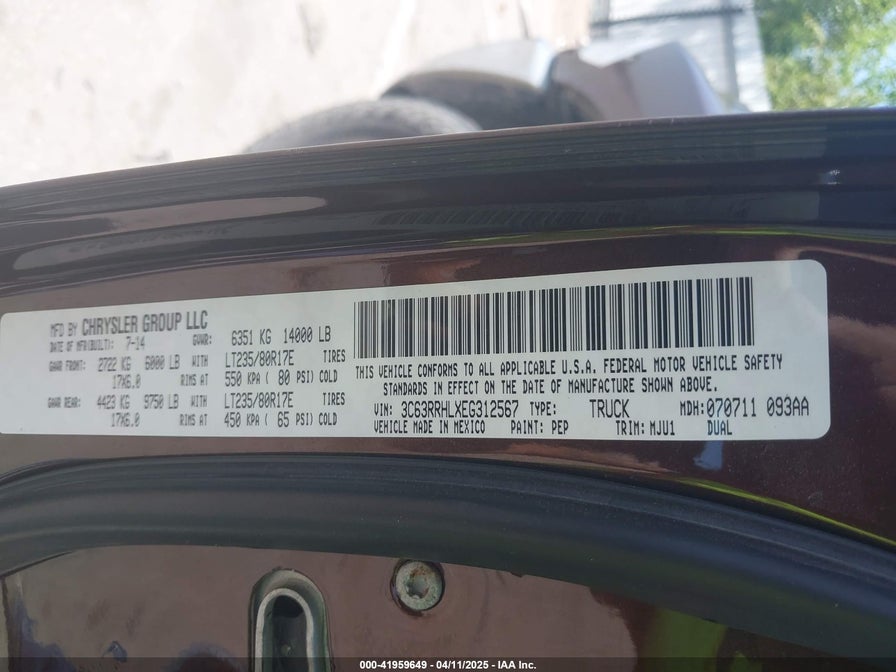 MFD BY CHRYSLER GROUP LLC
DATE OF MFR(BUILT): 7-14 GVWR: 6351 KG 14000 LB
GAWR FRONT: 2722 KG 6000 LB WITH LT235/80R17E TIRES
17X6.0 RIMS AT 550 KPA ( 80 PSI) COLD
GAWR REAR: 4423 KG 9750 LB WITH LT235/80R17E TIRES
17X6.0 RIMS AT 450 KPA ( 65 PSI) COLD
THIS VEHICLE CONFORMS TO ALL APPLICABLE U.S.A. FEDERAL MOTOR VEHICLE SAFETY
STANDARDS IN EFFECT ON THE DATE OF MANUFACTURE SHOWN ABOVE.
VIN: 3C63RRHLXEG312567 TYPE: TRUCK MDH:070711 093AA
VEHICLE MADE IN MEXICO PAINT: PEP TRIM: MJU1 DUAL
000-41959649 - 04/11/2025 - IAA Inc.